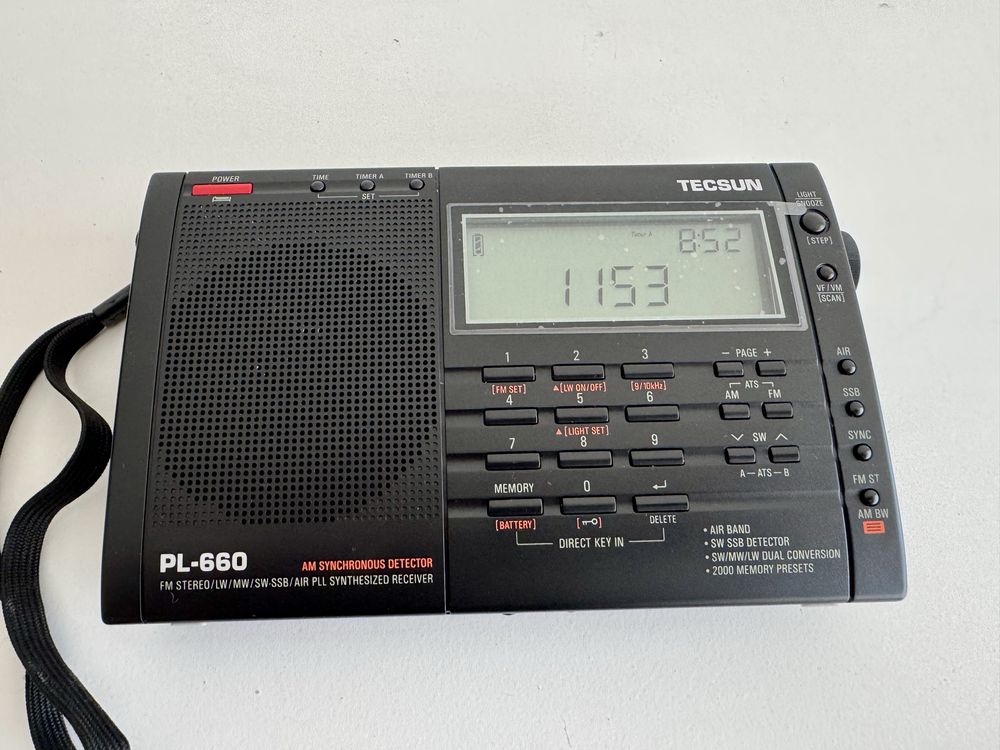 POWER
TIME TIMER A TIMER B
SET
TECSUN
LIGHT
SNOOZE
[STEP]
Timer A 8:52
1153
VF/VM
[SCAN]
1 2 3
- PAGE +
AIR
[FM SET] ▲[LW ON/OFF] [9/10kHz]
ATS
AM FM
4 5 6
SSB
▲[LIGHT SET]
7 8 9
SW
SYNC
A-ATS-B
MEMORY 0
FM ST
[BATTERY] DELETE
AM BW
DIRECT KEY IN
• AIR BAND
• SW SSB DETECTOR
• SW/MW/LW DUAL CONVERSION
• 2000 MEMORY PRESETS
PL-660 AM SYNCHRONOUS DETECTOR
FM STEREO/LW/MW/SW-SSB/AIR PLL SYNTHESIZED RECEIVER